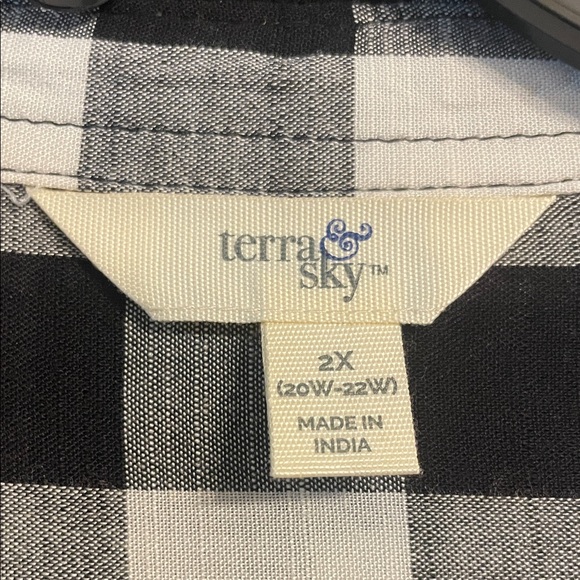 terra &
sky™
2X
(20W-22W)
MADE IN
INDIA